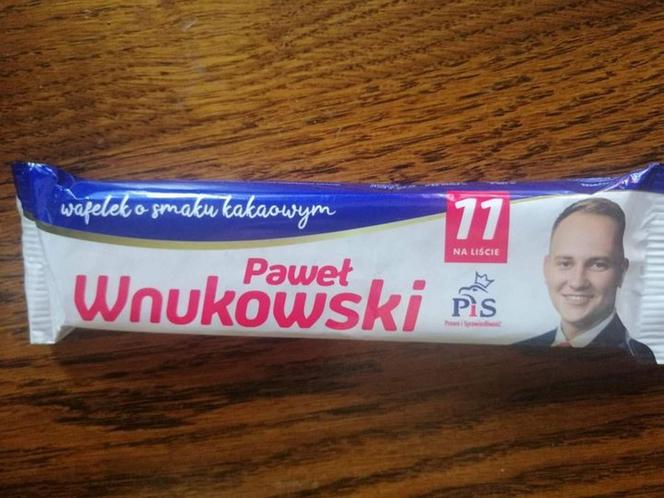 wafelek o smaku kakaowym
11
NA LIŚCIE
Paweł
Wnukowski
PiS
Prawo i Sprawiedliwość